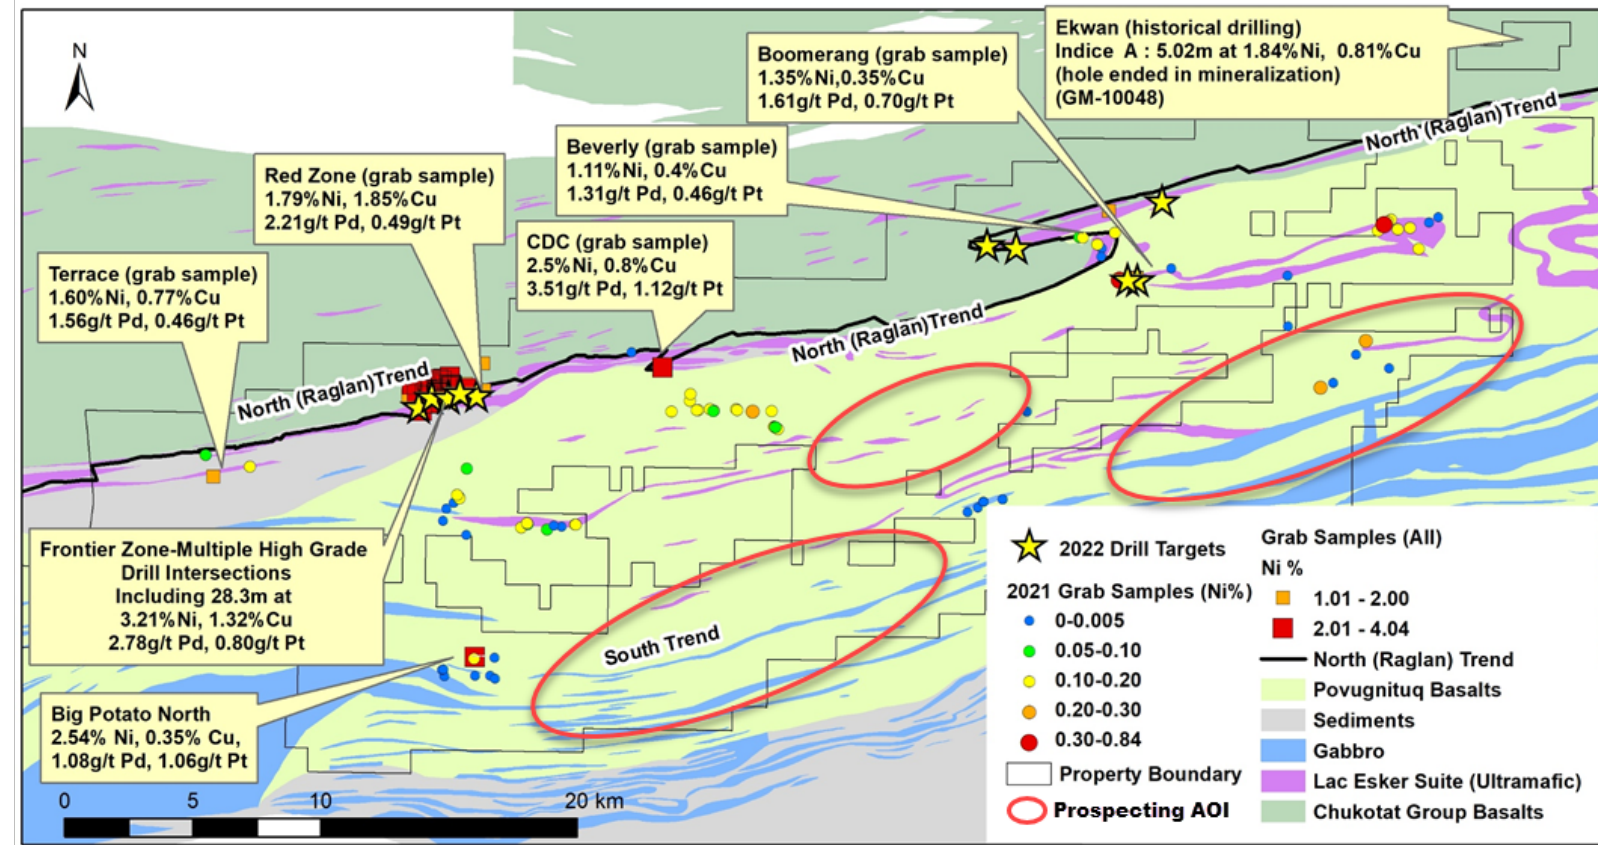 N
Ekwan (historical drilling)
Indice A : 5.02m at 1.84%Ni, 0.81%Cu
(hole ended in mineralization)
(GM-10048)
Boomerang (grab sample)
1.35%Ni,0.35%Cu
1.61g/t Pd, 0.70g/t Pt
North (Raglan)Trend
Beverly (grab sample)
1.11%Ni, 0.4%Cu
1.31g/t Pd, 0.46g/t Pt
Red Zone (grab sample)
1.79%Ni, 1.85%Cu
2.21g/t Pd, 0.49g/t Pt
CDC (grab sample)
2.5%Ni, 0.8%Cu
3.51g/t Pd, 1.12g/t Pt
Terrace (grab sample)
1.60%Ni, 0.77%Cu
1.56g/t Pd, 0.46g/t Pt
North (Raglan)Trend
North (Raglan)Trend
Frontier Zone-Multiple High Grade
Drill Intersections
Including 28.3m at
3.21%Ni, 1.32%Cu
2.78g/t Pd, 0.80g/t Pt
South Trend
Big Potato North
2.54% Ni, 0.35% Cu,
1.08g/t Pd, 1.06g/t Pt
0 5 10 20 km
2022 Drill Targets
2021 Grab Samples (Ni%)
0-0.005
0.05-0.10
0.10-0.20
0.20-0.30
0.30-0.84
Property Boundary
Prospecting AOI
Grab Samples (All)
Ni %
1.01 - 2.00
2.01 - 4.04
North (Raglan) Trend
Povugnituq Basalts
Sediments
Gabbro
Lac Esker Suite (Ultramafic)
Chukotat Group Basalts